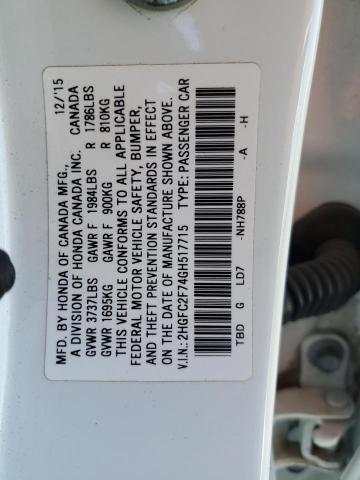 MFD. BY HONDA OF CANADA MFG., 12/'15
A DIVISION OF HONDA CANADA INC. CANADA
GVWR 3737LBS GAWR F 1984LBS R 1786LBS
GVWR 1695KG GAWR F 900KG R 810KG
THIS VEHICLE CONFORMS TO ALL APPLICABLE
FEDERAL MOTOR VEHICLE SAFETY, BUMPER,
AND THEFT PREVENTION STANDARDS IN EFFECT
ON THE DATE OF MANUFACTURE SHOWN ABOVE.
V.I.N.: 2HGFC2F74GH517715 TYPE: PASSENGER CAR
TBD G LD7 -NH788P -A -H